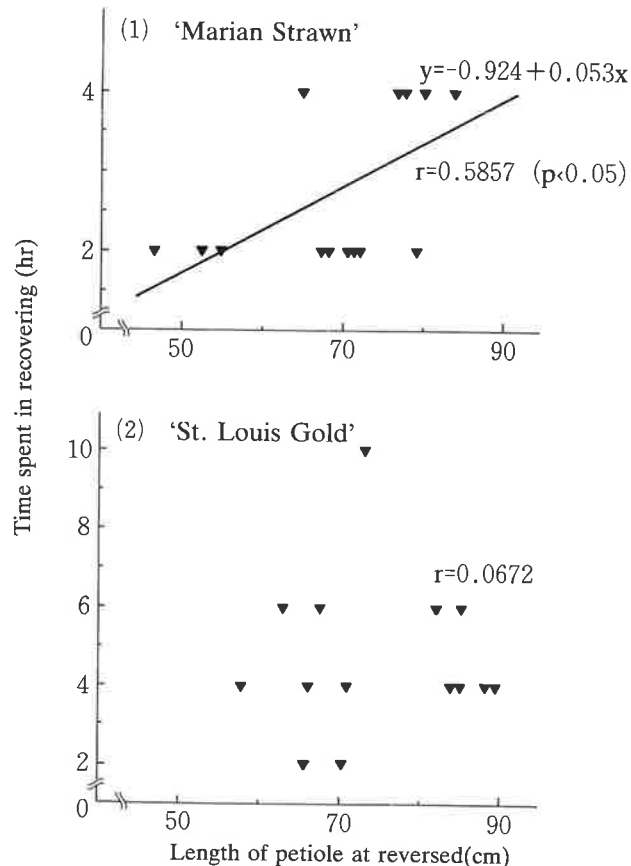 (1) ‘Marian Strawn’
y=-0.924+0.053x
4
r=0.5857 (p<0.05)
2
0
50
70
90
Time spent in recovering (hr)
(2) ‘St. Louis Gold’
10
8
r=0.0672
6
4
2
0
50
70
90
Length of petiole at reversed(cm)